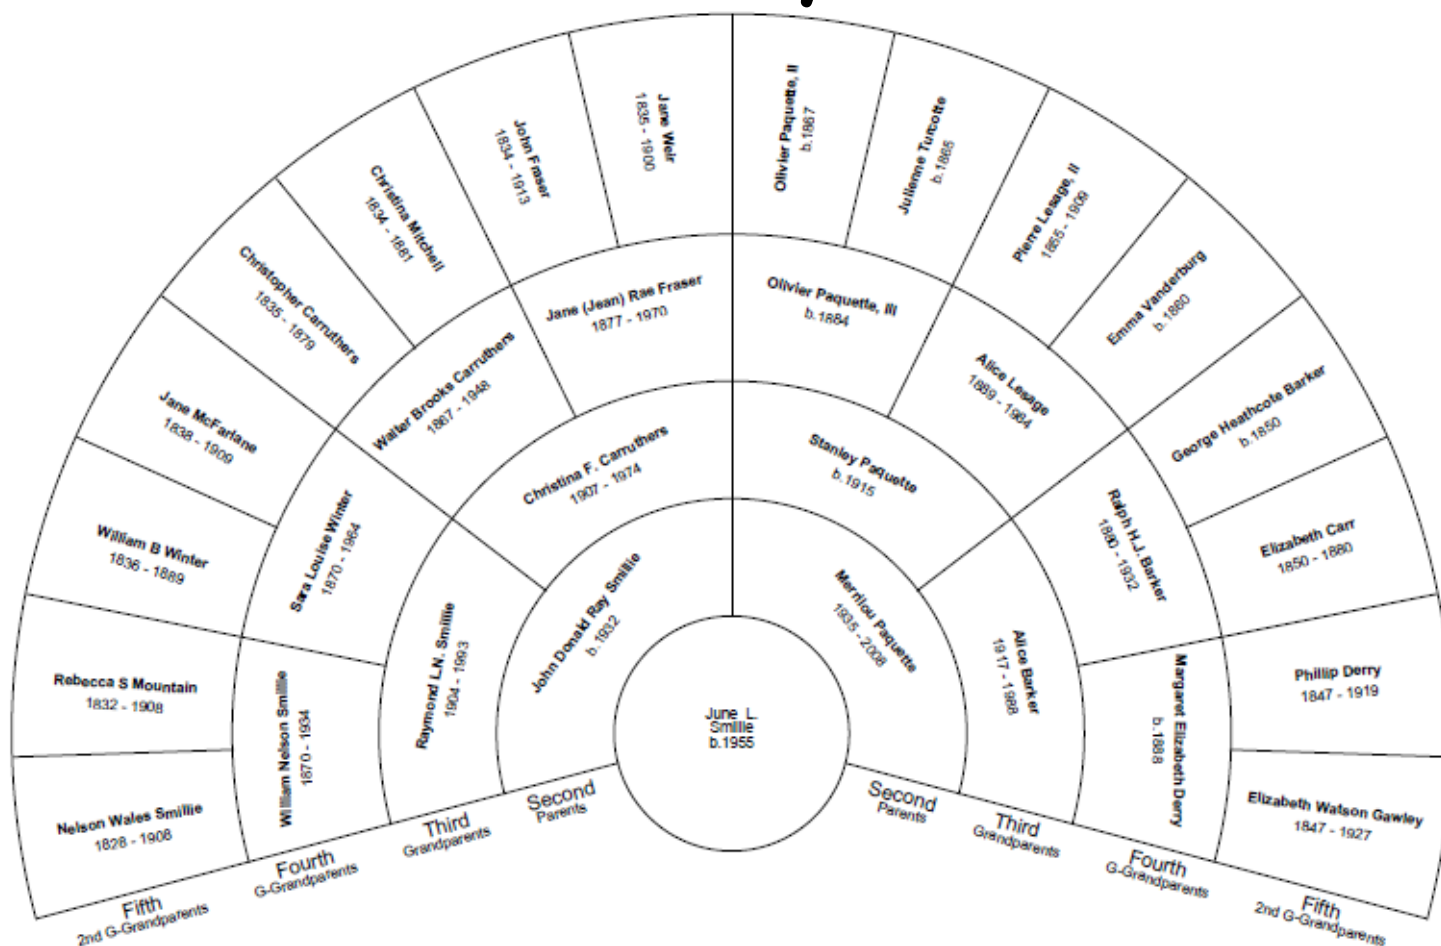 June L.
Smillie
b.1955
John Donald Ray Smillie
b. 1932
Merrilou Paquette
1935 - 2008
Raymond L.N. Smillie
1904 - 1993
Christina F. Carruthers
1907 - 1974
Stanley Paquette
b.1915
Alice Barker
1917 - 1988
William Nelson Smillie
1870 - 1934
Sara Louise Winter
1870 - 1964
Walter Brooks Carruthers
1867 - 1948
Jane (Jean) Rae Fraser
1877 - 1970
Olivier Paquette, III
b.1884
Alice Lesage
1889 - 1984
Ralph H.J. Barker
1880 - 1932
Margaret Elizabeth Derry
b.1888
Nelson Wales Smillie
1828 - 1908
Rebecca S Mountain
1832 - 1908
William B Winter
1836 - 1889
Jane McFarlane
1838 - 1909
Christopher Carruthers
1835 - 1879
Christina Mitchell
1834 - 1881
John Fraser
1834 - 1913
Jane Weir
1835 - 1900
Olivier Paquette, II
b.1867
Julienne Turcotte
b.1865
Pierre Lesage, II
1855 - 1909
Emma Vanderburg
b.1860
George Heathcote Barker
b.1850
Elizabeth Carr
1850 - 1880
Phillip Derry
1847 - 1919
Elizabeth Watson Gawley
1847 - 1927
Fifth
2nd G-Grandparents
Fourth
G-Grandparents
Third
Grandparents
Second
Parents
Second
Parents
Third
Grandparents
Fourth
G-Grandparents
Fifth
2nd G-Grandparents